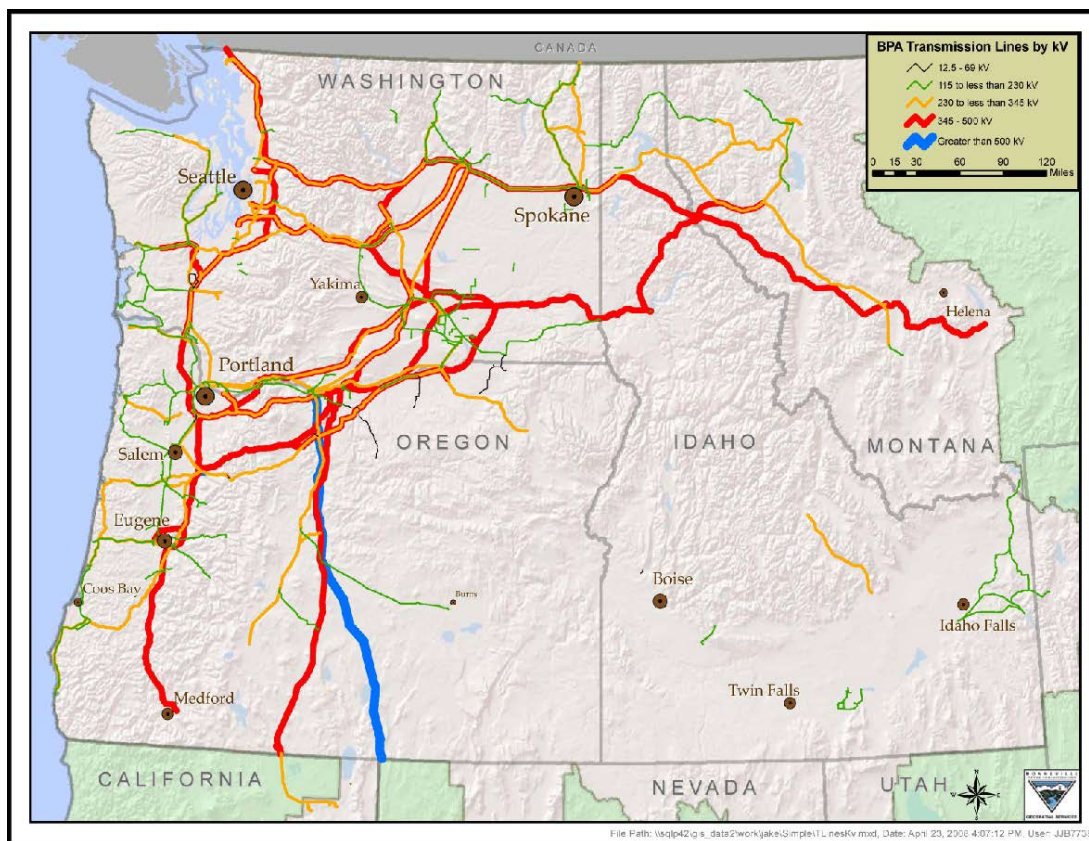 CANADA
WASHINGTON
BPA Transmission Lines by kV
12.5 - 69 kV
115 to less than 230 kV
230 to less than 345 kV
345 - 500 kV
Greater than 500 kV
0 15 30 60 90 120
Miles
Seattle
Spokane
Yakima
Helena
Portland
OREGON
IDAHO
MONTANA
Salem
Eugene
Coos Bay
Burns
Boise
Idaho Falls
Medford
Twin Falls
CALIFORNIA
NEVADA
UTAH
BONNEVILLE
GEOSPATIAL SERVICES